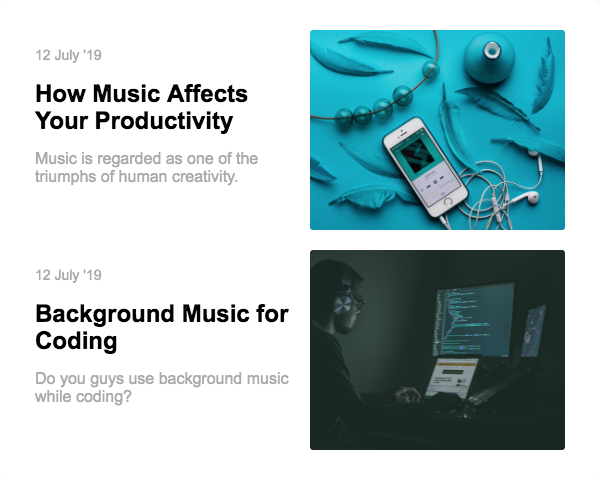 12 July '19
How Music Affects
Your Productivity
Music is regarded as one of the
triumphs of human creativity.
12 July '19
Background Music for
Coding
Do you guys use background music
while coding?